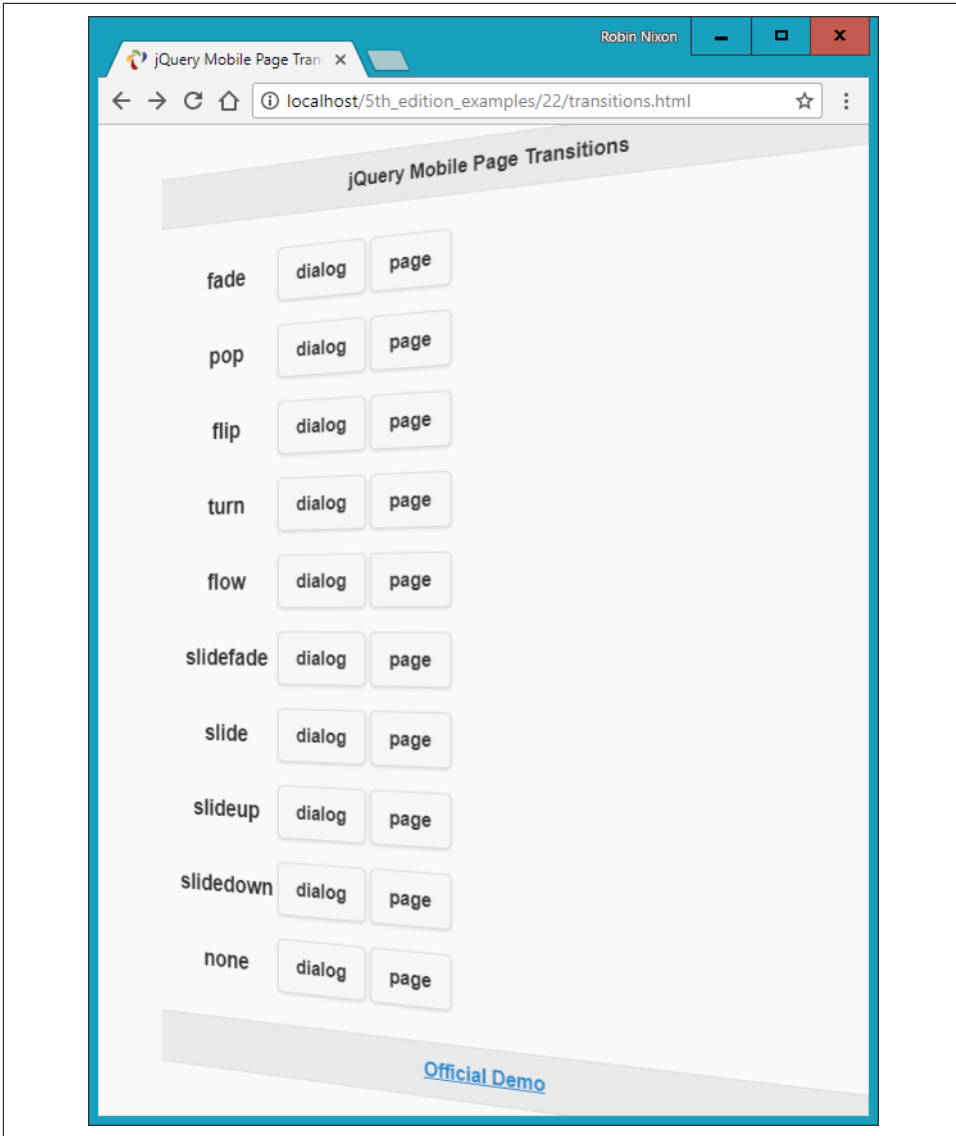 Robin Nixon
jQuery Mobile Page Tran
localhost/5th_edition_examples/22/transitions.html
jQuery Mobile Page Transitions
fade dialog page
pop dialog page
flip dialog page
turn dialog page
flow dialog page
slidefade dialog page
slide dialog page
slideup dialog page
slidedown dialog page
none dialog page
Official Demo